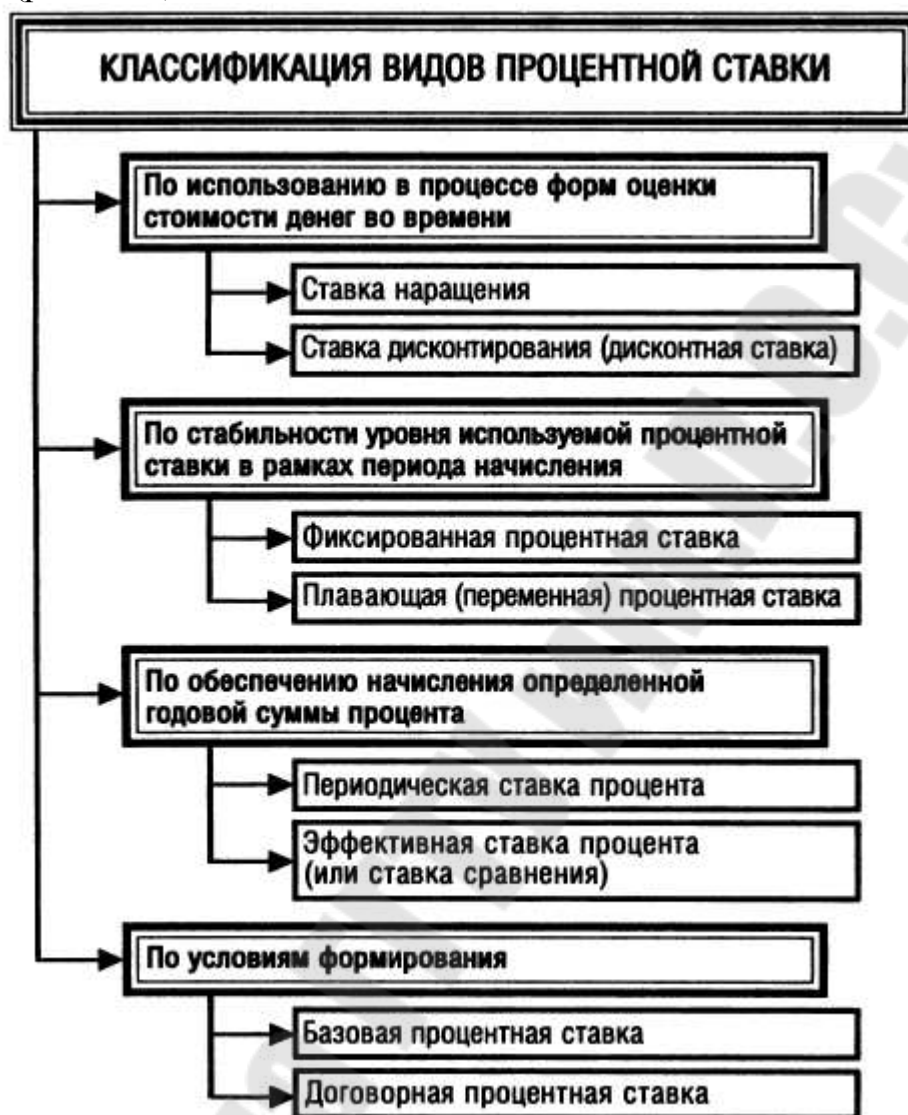 КЛАССИФИКАЦИЯ ВИДОВ ПРОЦЕНТНОЙ СТАВКИ
По использованию в процессе форм оценки
стоимости денег во времени
Ставка наращения
Ставка дисконтирования (дисконтная ставка)
По стабильности уровня используемой процентной
ставки в рамках периода начисления
Фиксированная процентная ставка
Плавающая (переменная) процентная ставка
По обеспечению начисления определенной
годовой суммы процента
Периодическая ставка процента
Эффективная ставка процента
(или ставка сравнения)
По условиям формирования
Базовая процентная ставка
Договорная процентная ставка